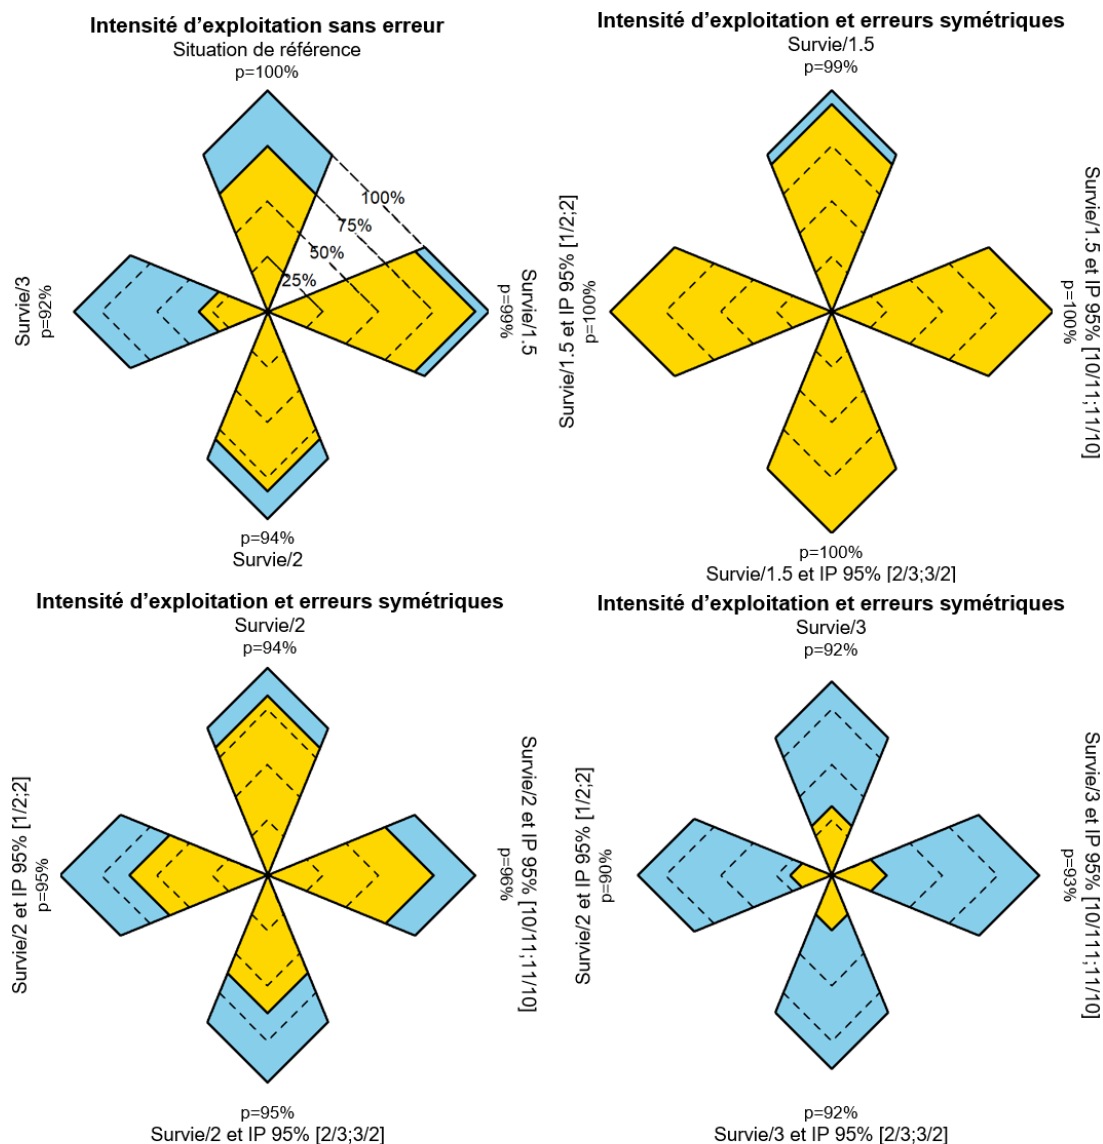 Intensité d'exploitation sans erreur
Situation de référence
p=100%
100%
75%
50%
25%
Survie/3
p=92%
Survie/1.5
p=99%
p=94%
Survie/2
Intensité d'exploitation et erreurs symétriques
Survie/1.5
p=99%
Survie/1.5 et IP 95% [1/2;2]
p=100%
Survie/1.5 et IP 95% [10/11;11/10]
p=100%
p=100%
Survie/1.5 et IP 95% [2/3;3/2]
Intensité d'exploitation et erreurs symétriques
Survie/2
p=94%
Survie/2 et IP 95% [1/2;2]
p=95%
Survie/2 et IP 95% [10/11;11/10]
p=96%
p=95%
Survie/2 et IP 95% [2/3;3/2]
Intensité d'exploitation et erreurs symétriques
Survie/3
p=92%
Survie/2 et IP 95% [1/2;2]
p=90%
Survie/3 et IP 95% [10/111;11/10]
p=93%
p=92%
Survie/3 et IP 95% [2/3;3/2]